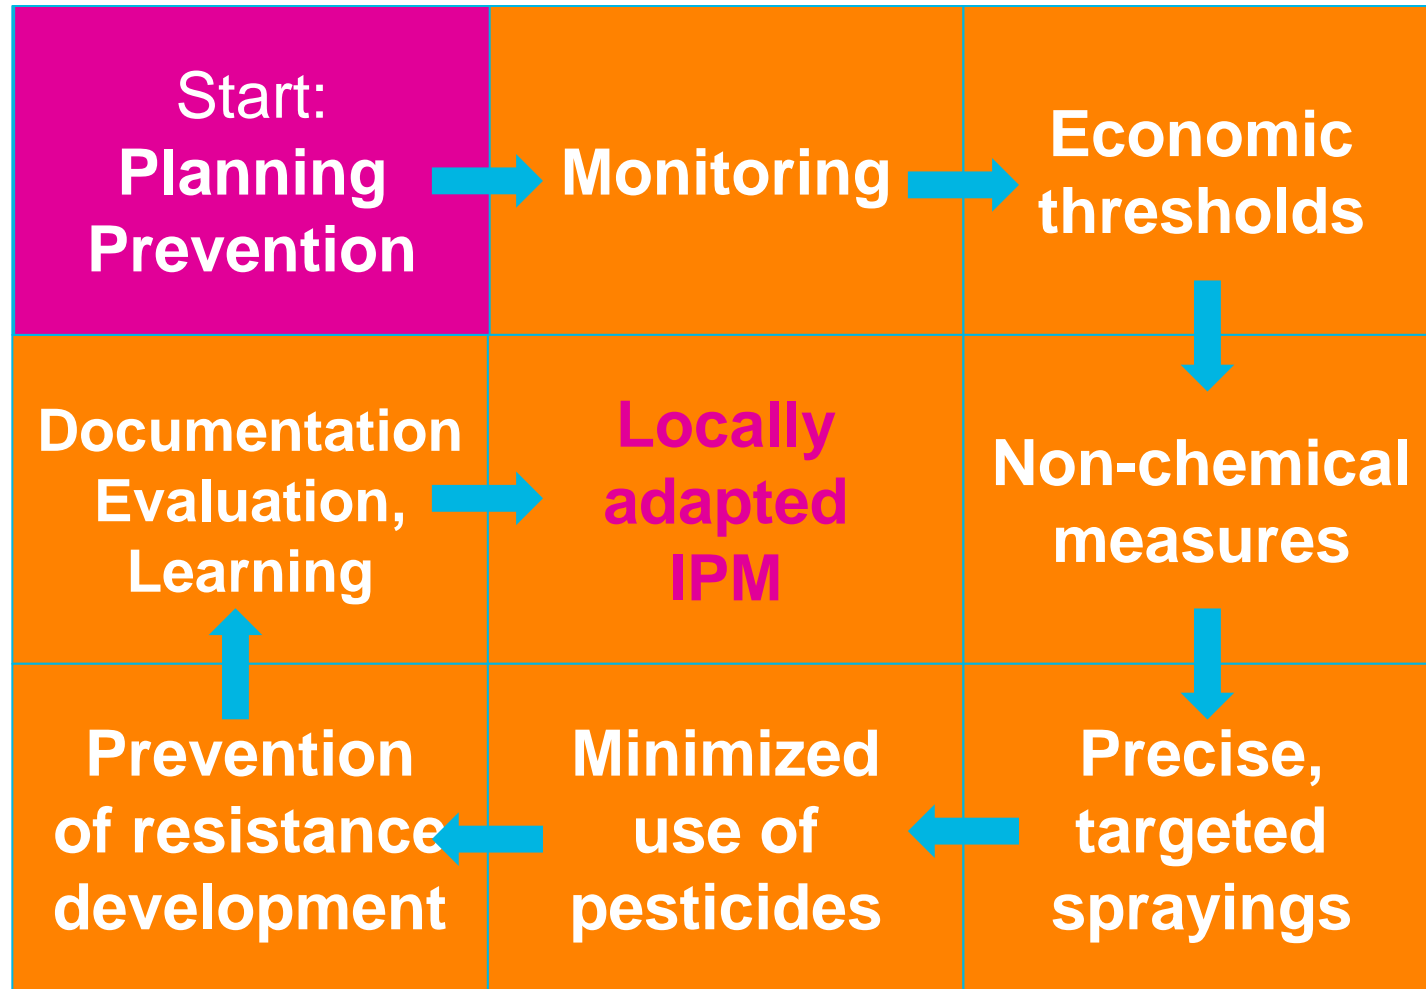 Start:
Planning
Prevention
Monitoring
Economic
thresholds
Documentation
Evaluation,
Learning
Locally
adapted
IPM
Non-chemical
measures
Prevention
of resistance
development
Minimized
use of
pesticides
Precise,
targeted
sprayings